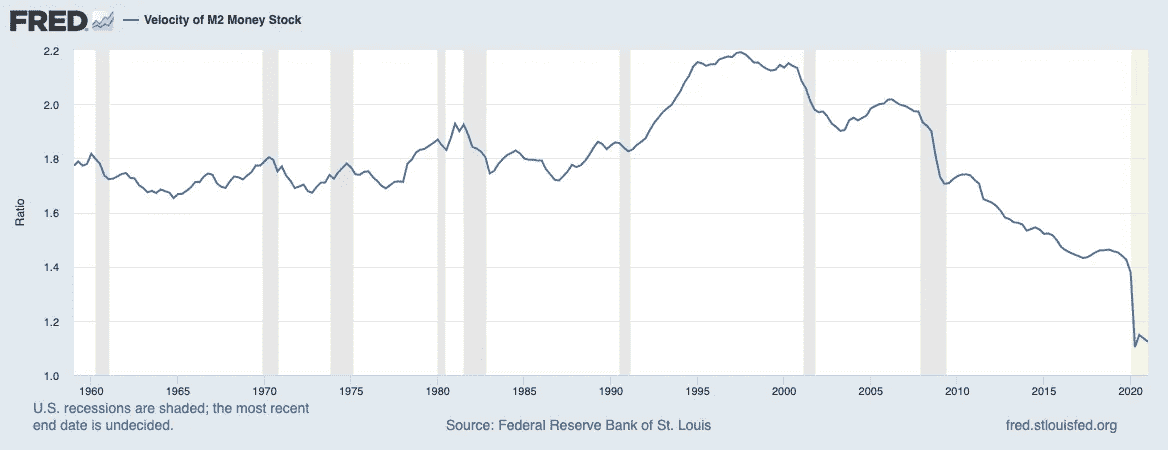 FRED
Velocity of M2 Money Stock
2.2
2.0
1.8
1.6
1.4
1.2
1.0
Ratio
1960 1965 1970 1975 1980 1985 1990 1995 2000 2005 2010 2015 2020
U.S. recessions are shaded; the most recent
end date is undecided.
Source: Federal Reserve Bank of St. Louis
fred.stlouisfed.org